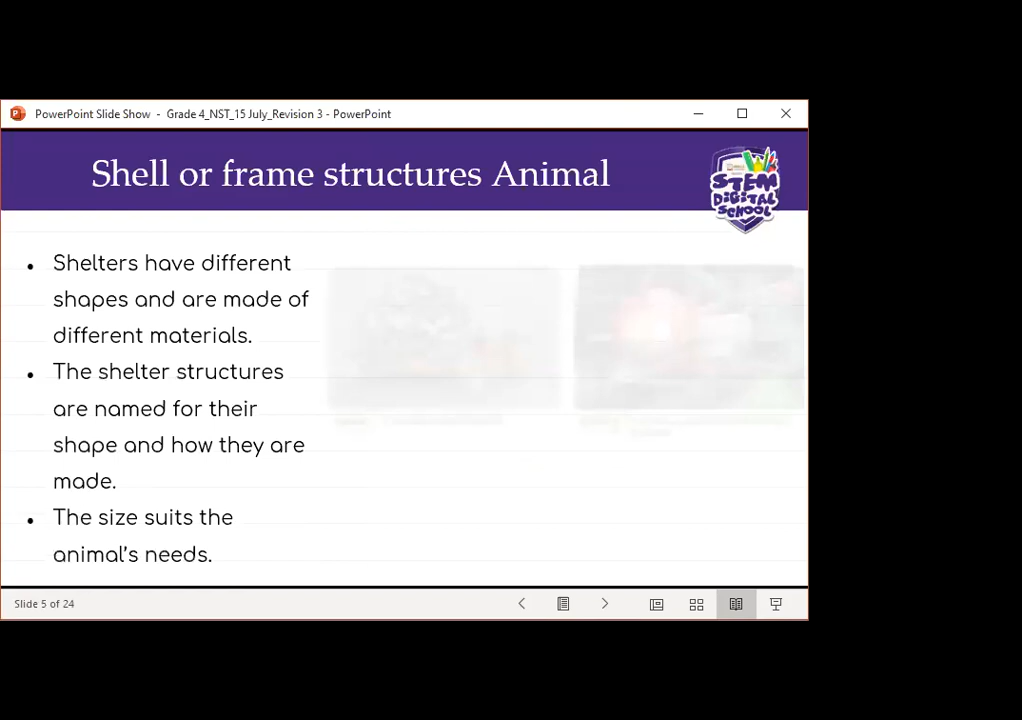 PowerPoint Slide Show - Grade 4_NST_15 July_Revision 3 - PowerPoint
Shell or frame structures Animal
STEM
DIGITAL
SCHOOL
• Shelters have different
shapes and are made of
different materials.
• The shelter structures
are named for their
shape and how they are
made.
• The size suits the
animal's needs.
Slide 5 of 24